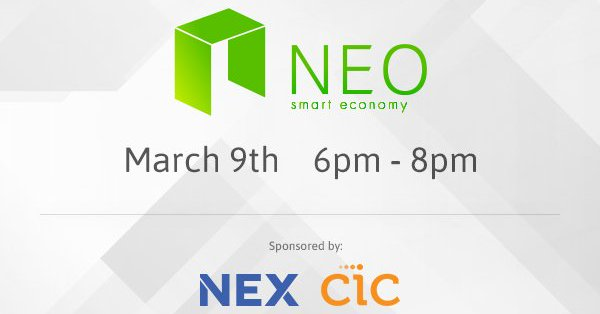 NEO
smart economy
March 9th 6pm - 8pm
Sponsored by:
NEX CIC